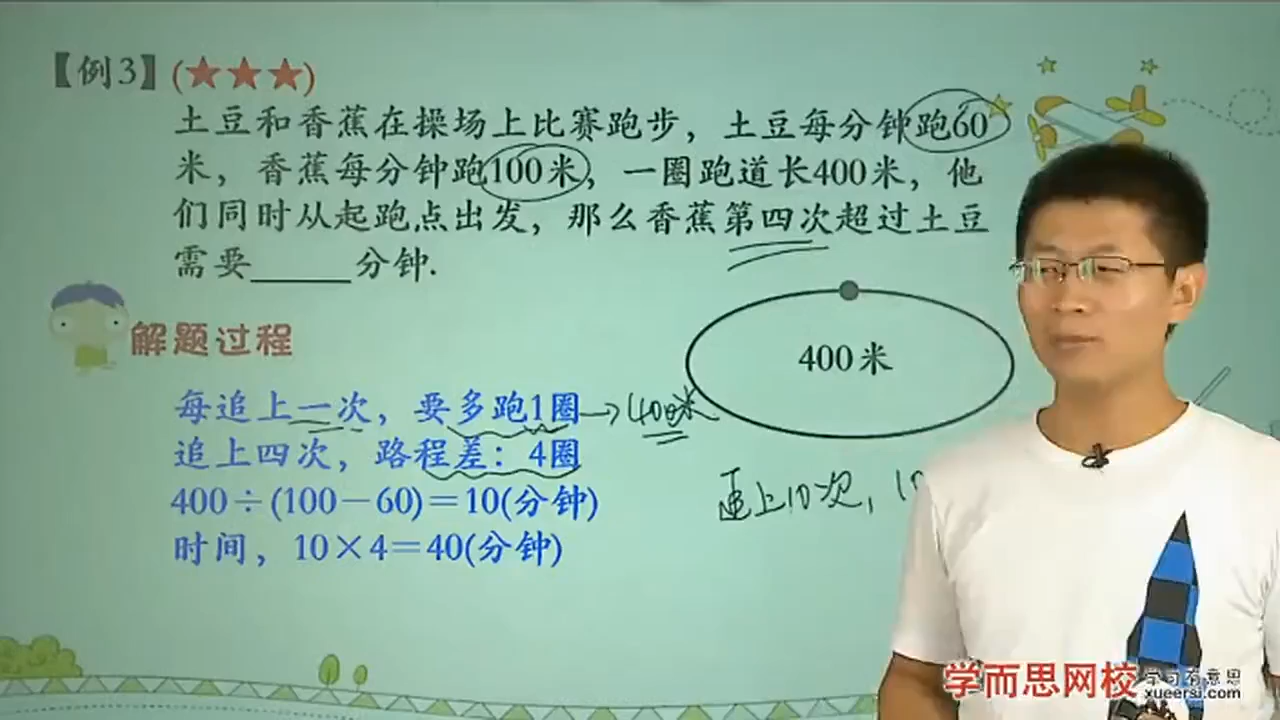 【例3】(★★★)
土豆和香蕉在操场上比赛跑步，土豆每分钟跑60
米，香蕉每分钟跑100米，一圈跑道长400米，他
们同时从起跑点出发，那么香蕉第四次超过土豆
需要_____分钟.
解题过程
400米
每追上一次，要多跑1圈→400米
追上四次，路程差：4圈
追上10次，10
400÷(100－60)＝10(分钟)
时间，10×4＝40(分钟)
学而思网校
学习有意思
xueersi.com